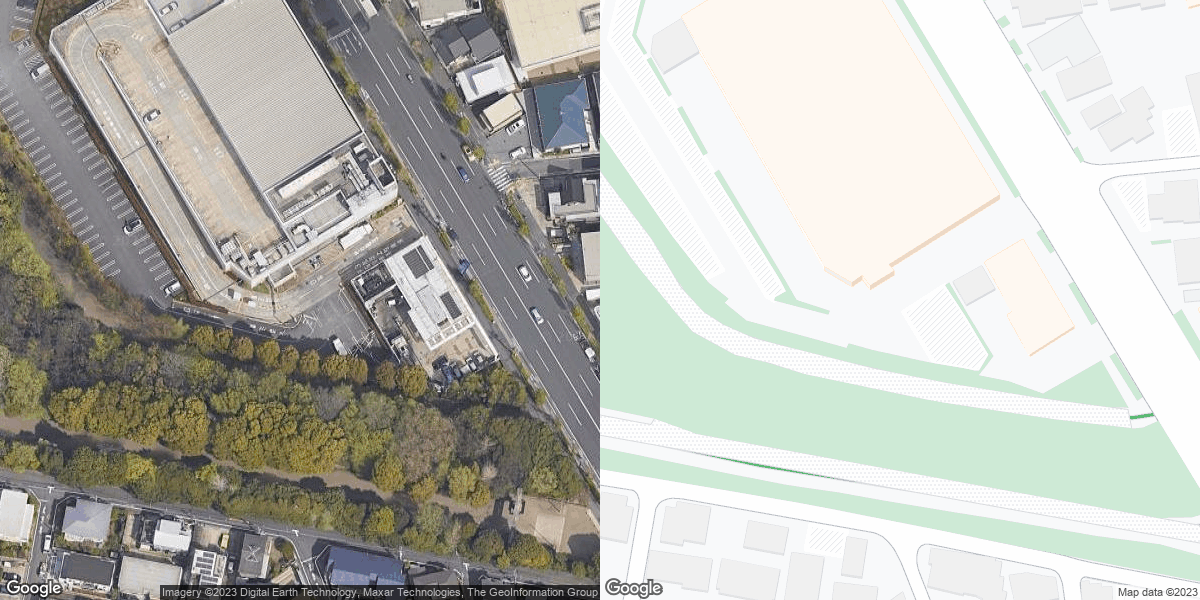 Google
Imagery ©2023 Digital Earth Technology, Maxar Technologies, The GeoInformation Group
Google
Map data ©2023